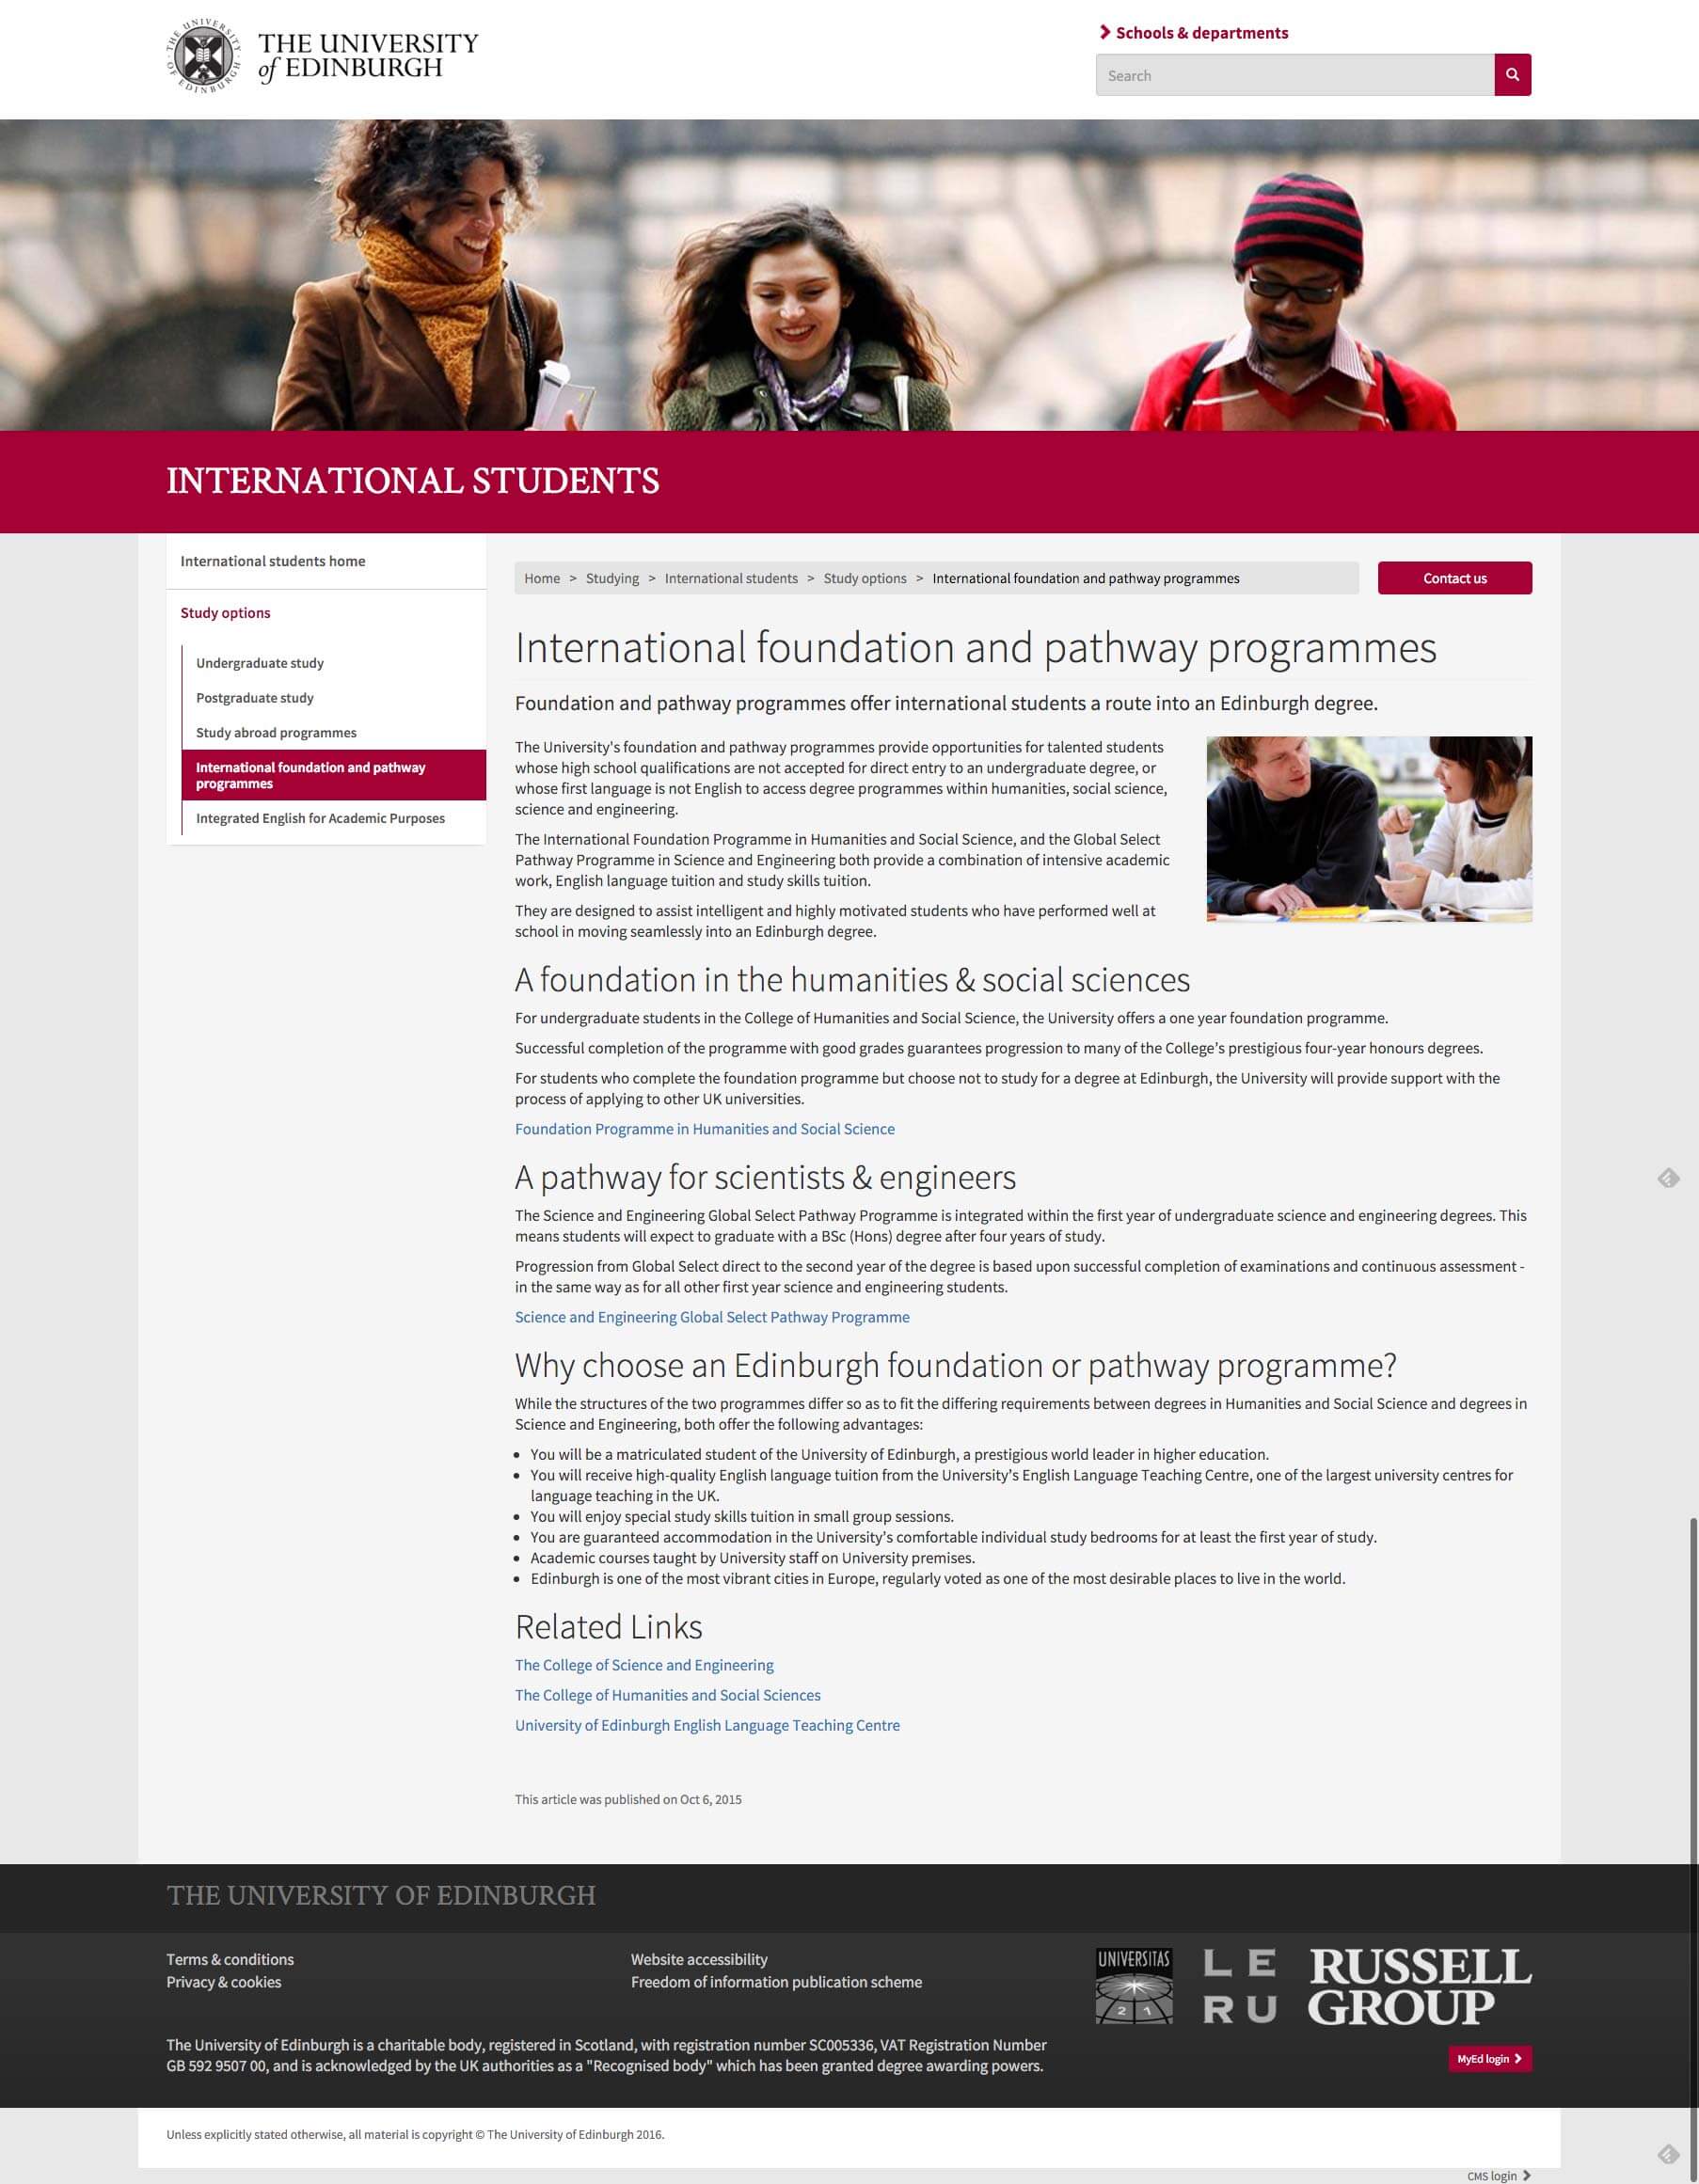 THE UNIVERSITY OF EDINBURGH
THE UNIVERSITY
of EDINBURGH
Schools & departments
Search
INTERNATIONAL STUDENTS
International students home
Study options
Undergraduate study
Postgraduate study
Study abroad programmes
International foundation and pathway
programmes
Integrated English for Academic Purposes
Home > Studying > International students > Study options > International foundation and pathway programmes
Contact us
International foundation and pathway programmes
Foundation and pathway programmes offer international students a route into an Edinburgh degree.
The University's foundation and pathway programmes provide opportunities for talented students
whose high school qualifications are not accepted for direct entry to an undergraduate degree, or
whose first language is not English to access degree programmes within humanities, social science,
science and engineering.
The International Foundation Programme in Humanities and Social Science, and the Global Select
Pathway Programme in Science and Engineering both provide a combination of intensive academic
work, English language tuition and study skills tuition.
They are designed to assist intelligent and highly motivated students who have performed well at
school in moving seamlessly into an Edinburgh degree.
A foundation in the humanities & social sciences
For undergraduate students in the College of Humanities and Social Science, the University offers a one year foundation programme.
Successful completion of the programme with good grades guarantees progression to many of the College's prestigious four-year honours degrees.
For students who complete the foundation programme but choose not to study for a degree at Edinburgh, the University will provide support with the
process of applying to other UK universities.
Foundation Programme in Humanities and Social Science
A pathway for scientists & engineers
The Science and Engineering Global Select Pathway Programme is integrated within the first year of undergraduate science and engineering degrees. This
means students will expect to graduate with a BSc (Hons) degree after four years of study.
Progression from Global Select direct to the second year of the degree is based upon successful completion of examinations and continuous assessment -
in the same way as for all other first year science and engineering students.
Science and Engineering Global Select Pathway Programme
Why choose an Edinburgh foundation or pathway programme?
While the structures of the two programmes differ so as to fit the differing requirements between degrees in Humanities and Social Science and degrees in
Science and Engineering, both offer the following advantages:
• You will be a matriculated student of the University of Edinburgh, a prestigious world leader in higher education.
• You will receive high-quality English language tuition from the University's English Language Teaching Centre, one of the largest university centres for
language teaching in the UK.
• You will enjoy special study skills tuition in small group sessions.
• You are guaranteed accommodation in the University's comfortable individual study bedrooms for at least the first year of study.
• Academic courses taught by University staff on University premises.
• Edinburgh is one of the most vibrant cities in Europe, regularly voted as one of the most desirable places to live in the world.
Related Links
The College of Science and Engineering
The College of Humanities and Social Sciences
University of Edinburgh English Language Teaching Centre
This article was published on Oct 6, 2015
THE UNIVERSITY OF EDINBURGH
Terms & conditions
Privacy & cookies
Website accessibility
Freedom of information publication scheme
UNIVERSITAS
2 1
L E
R U
RUSSELL
GROUP
The University of Edinburgh is a charitable body, registered in Scotland, with registration number SC005336, VAT Registration Number
GB 592 9507 00, and is acknowledged by the UK authorities as a "Recognised body" which has been granted degree awarding powers.
MyEd login
Unless explicitly stated otherwise, all material is copyright © The University of Edinburgh 2016.
CMS login